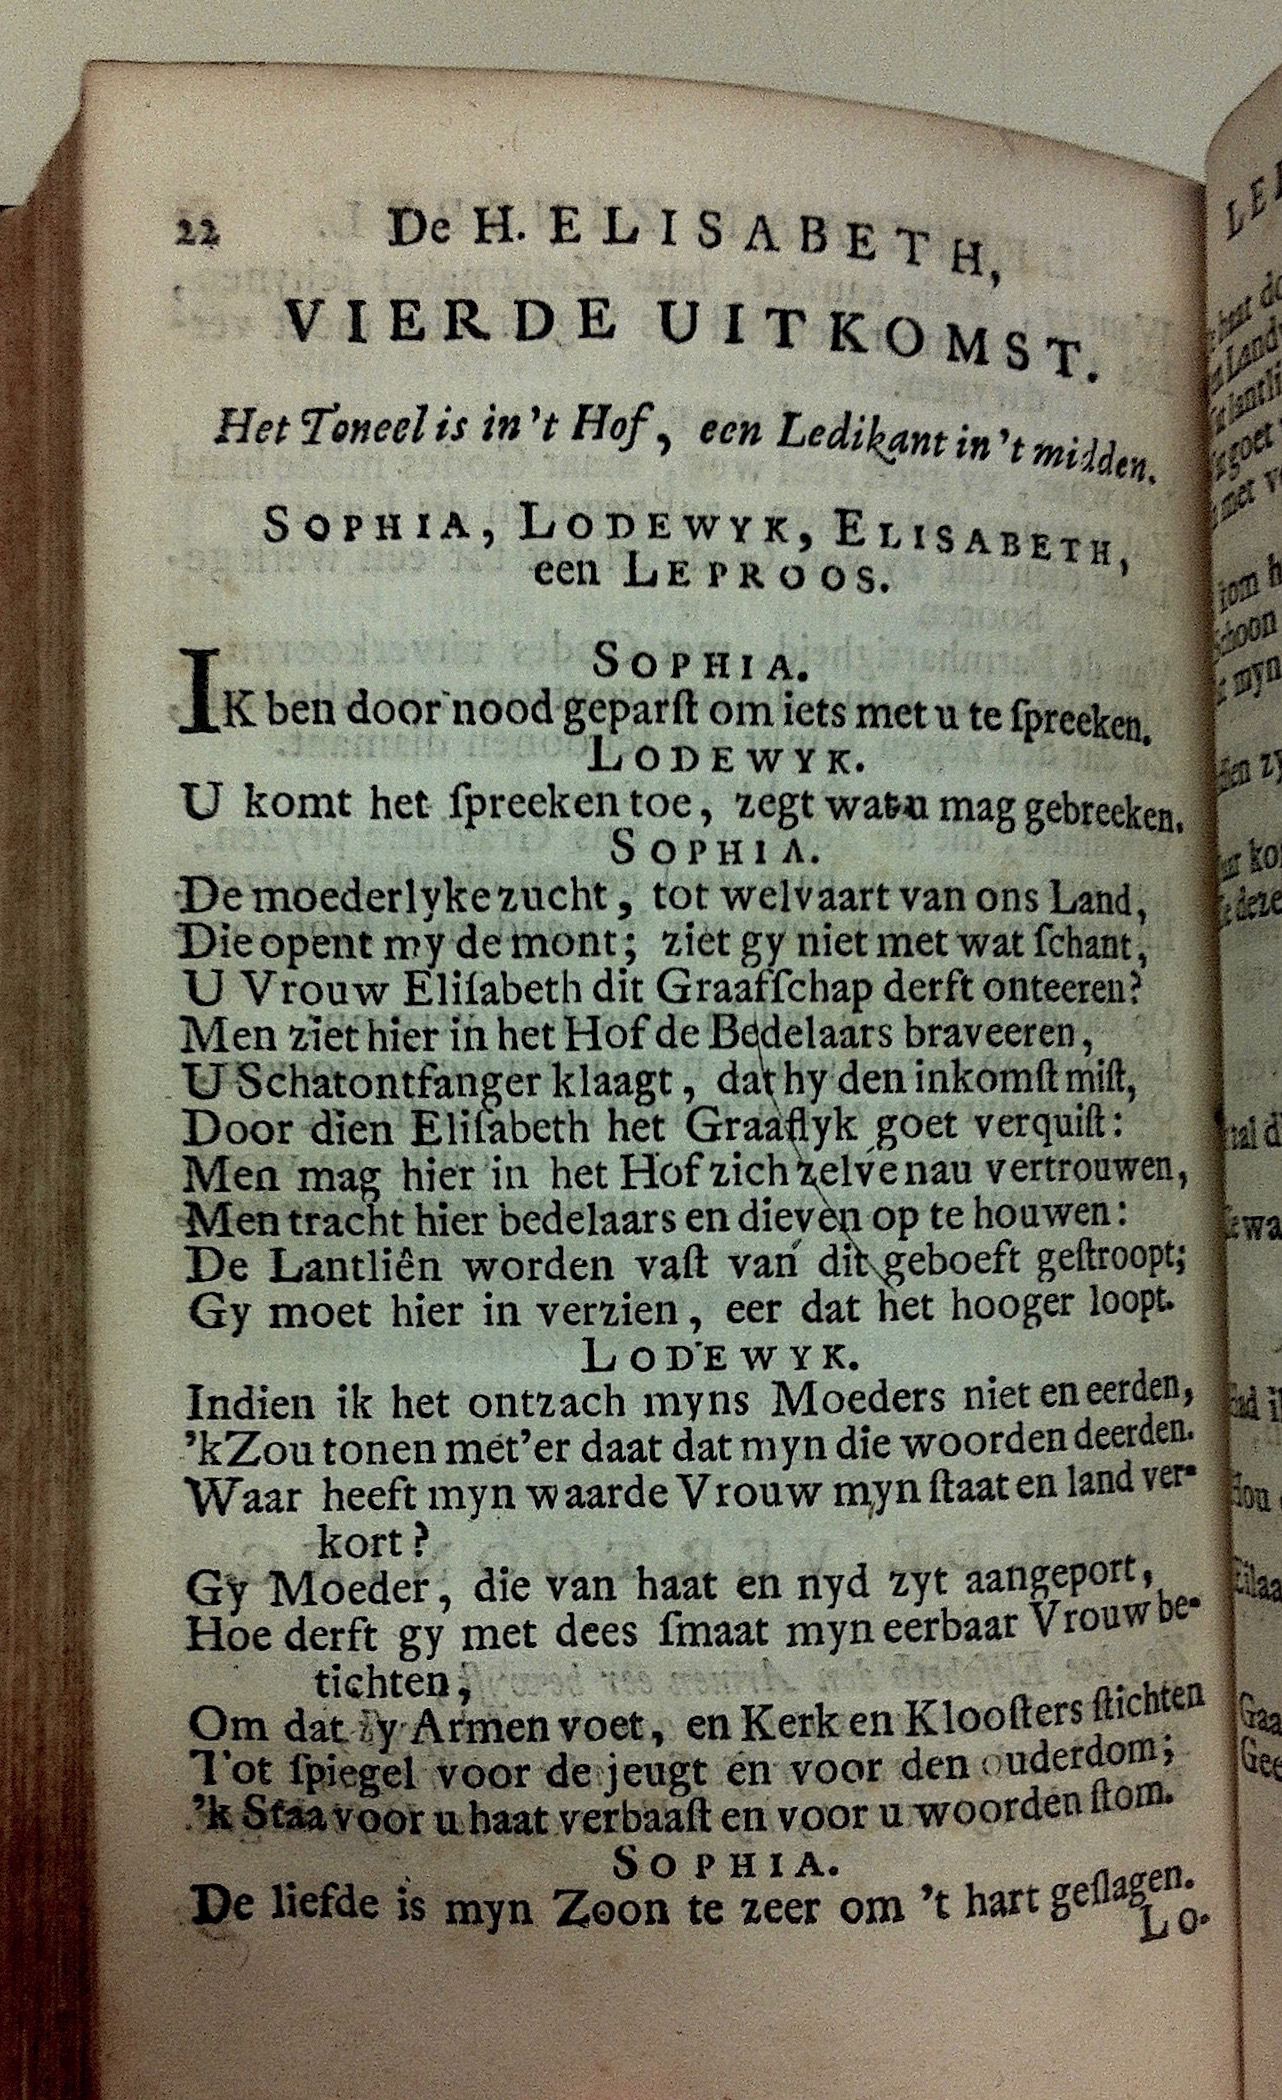 22 De H. ELISABETH,
VIERDE UITKOMST.
Het Toneel is in 't Hof, een Ledikant in 't midden.
SOPHIA, LODEWYK, ELISABETH,
een LEPROOS.
SOPHIA.
IK ben door nood geparſt om iets met u te ſpreeken.
LODEWYK.
U komt het ſpreeken toe, zegt wat u mag gebreeken.
SOPHIA.
De moederlyke zucht, tot welvaart van ons Land,
Die opent my de mont; ziet gy niet met wat ſchant,
U Vrouw Eliſabeth dit Graafſchap derft onteeren?
Men ziet hier in het Hof de Bedelaars braveeren,
U Schatontfanger klaagt, dat hy den inkomſt miſt,
Door dien Eliſabeth het Graaflyk goet verquiſt:
Men mag hier in het Hof zich zelve nau vertrouwen,
Men tracht hier bedelaars en dieven op te houwen:
De Lantliên worden vaſt van dit geboeft geſtroopt;
Gy moet hier in verzien, eer dat het hooger loopt.
LODEWYK.
Indien ik het ontzach myns Moeders niet en eerden,
'k Zou tonen met'er daat dat myn die woorden deerden.
Waar heeft myn waarde Vrouw myn ſtaat en land ver-
kort?
Gy Moeder, die van haat en nyd zyt aangeport,
Hoe derft gy met dees ſmaat myn eerbaar Vrouw be-
tichten,
Om dat zy Armen voet, en Kerk en Klooſters ſtichten
Tot ſpiegel voor de jeugt en voor den ouderdom;
'k Staa voor u haat verbaaſt en voor u woorden ſtom.
SOPHIA.
De liefde is myn Zoon te zeer om 't hart geſlagen.
LO-